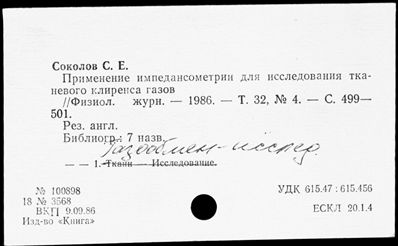 Соколов С. Е.
Применение импедансометрии для исследования тка-
невого клиренса газов
//Физиол. журн. — 1986. — Т. 32, № 4. — С. 499—
501.
Рез. англ.
Библиогр.: 7 назв.
Газообмен - исслед.
— — 1. Ткани — Исследование.
№ 100898
18 № 3568
ВКП 9.09.86
Изд-во «Книга»
УДК 615.47 : 615.456
ЕСКЛ 20.1.4